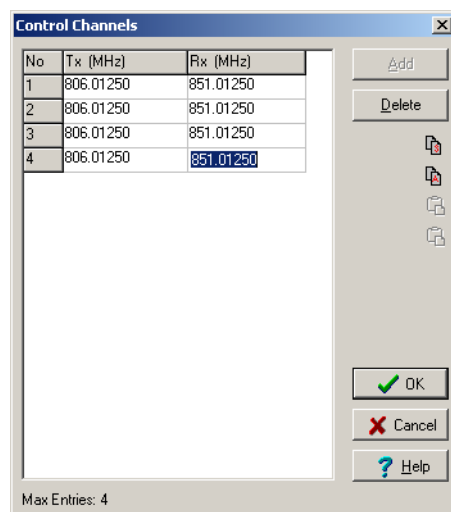 Control Channels
No Tx (MHz) Rx (MHz)
1 806.01250 851.01250
2 806.01250 851.01250
3 806.01250 851.01250
4 806.01250 851.01250
Add
Delete
OK
Cancel
Help
Max Entries: 4